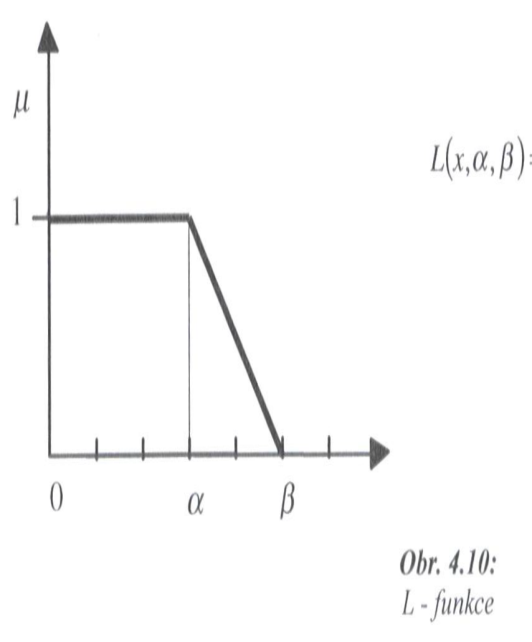 μ
L(x,α,β)=
1
0 α β
Obr. 4.10:
L - funkce